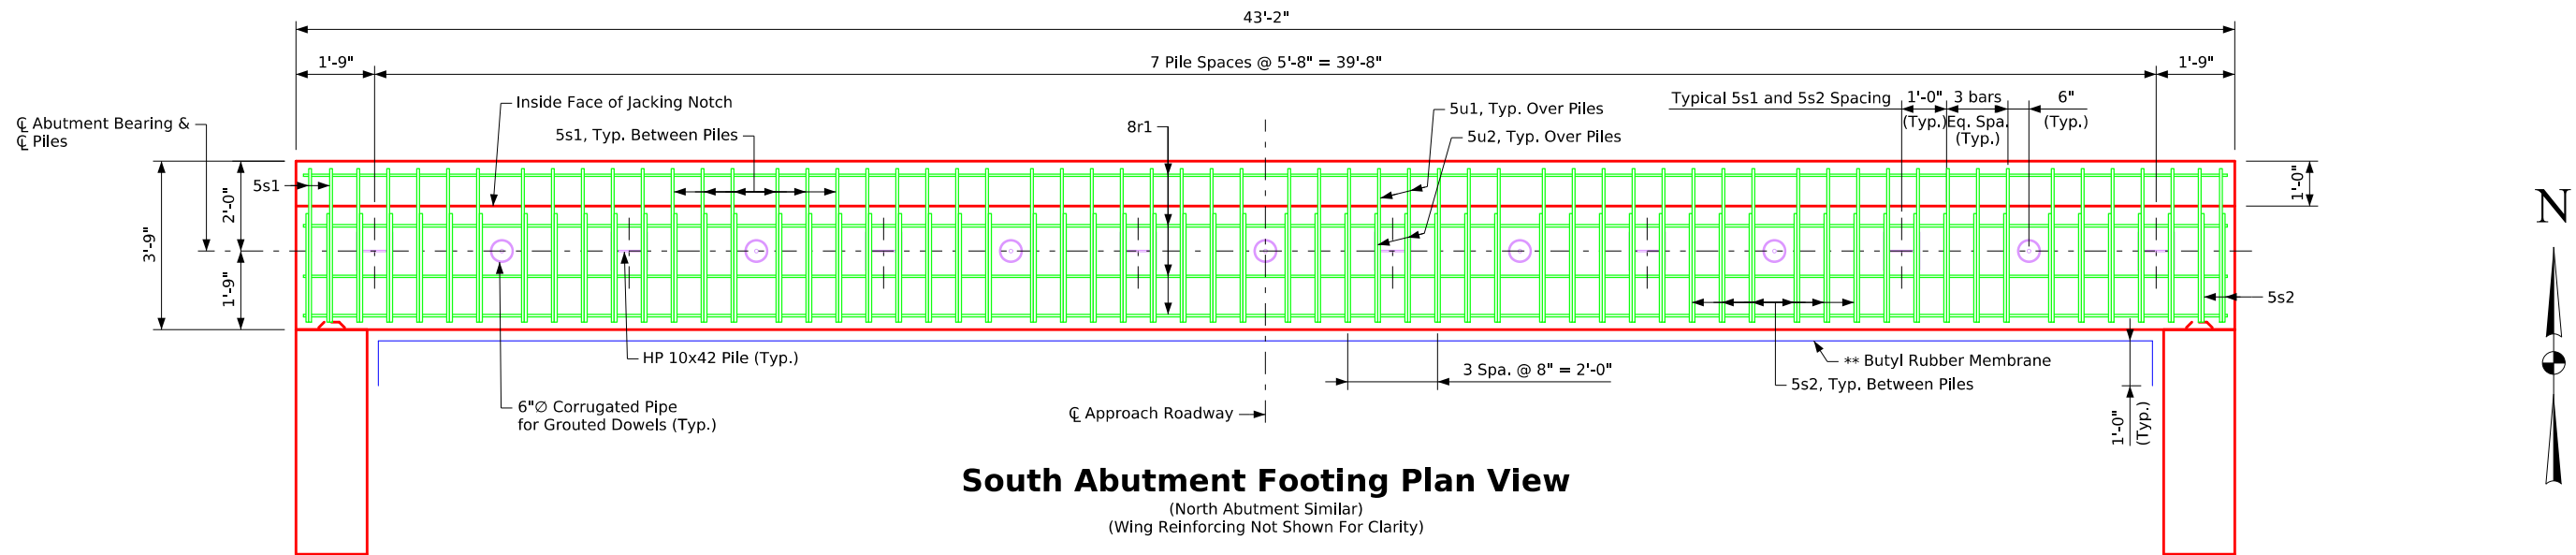 43'-2"
1'-9"
7 Pile Spaces @ 5'-8" = 39'-8"
1'-9"
Inside Face of Jacking Notch
5s1, Typ. Between Piles
8r1
5u1, Typ. Over Piles
5u2, Typ. Over Piles
Typical 5s1 and 5s2 Spacing
1'-0"
(Typ.)
3 bars
Eq. Spa.
(Typ.)
6"
(Typ.)
℄ Abutment Bearing &
℄ Piles
5s1
3'-9"
2'-0"
1'-9"
1'-0"
N
5s2
HP 10x42 Pile (Typ.)
6"∅ Corrugated Pipe
for Grouted Dowels (Typ.)
℄ Approach Roadway
3 Spa. @ 8" = 2'-0"
** Butyl Rubber Membrane
5s2, Typ. Between Piles
1'-0"
(Typ.)
South Abutment Footing Plan View
(North Abutment Similar)
(Wing Reinforcing Not Shown For Clarity)